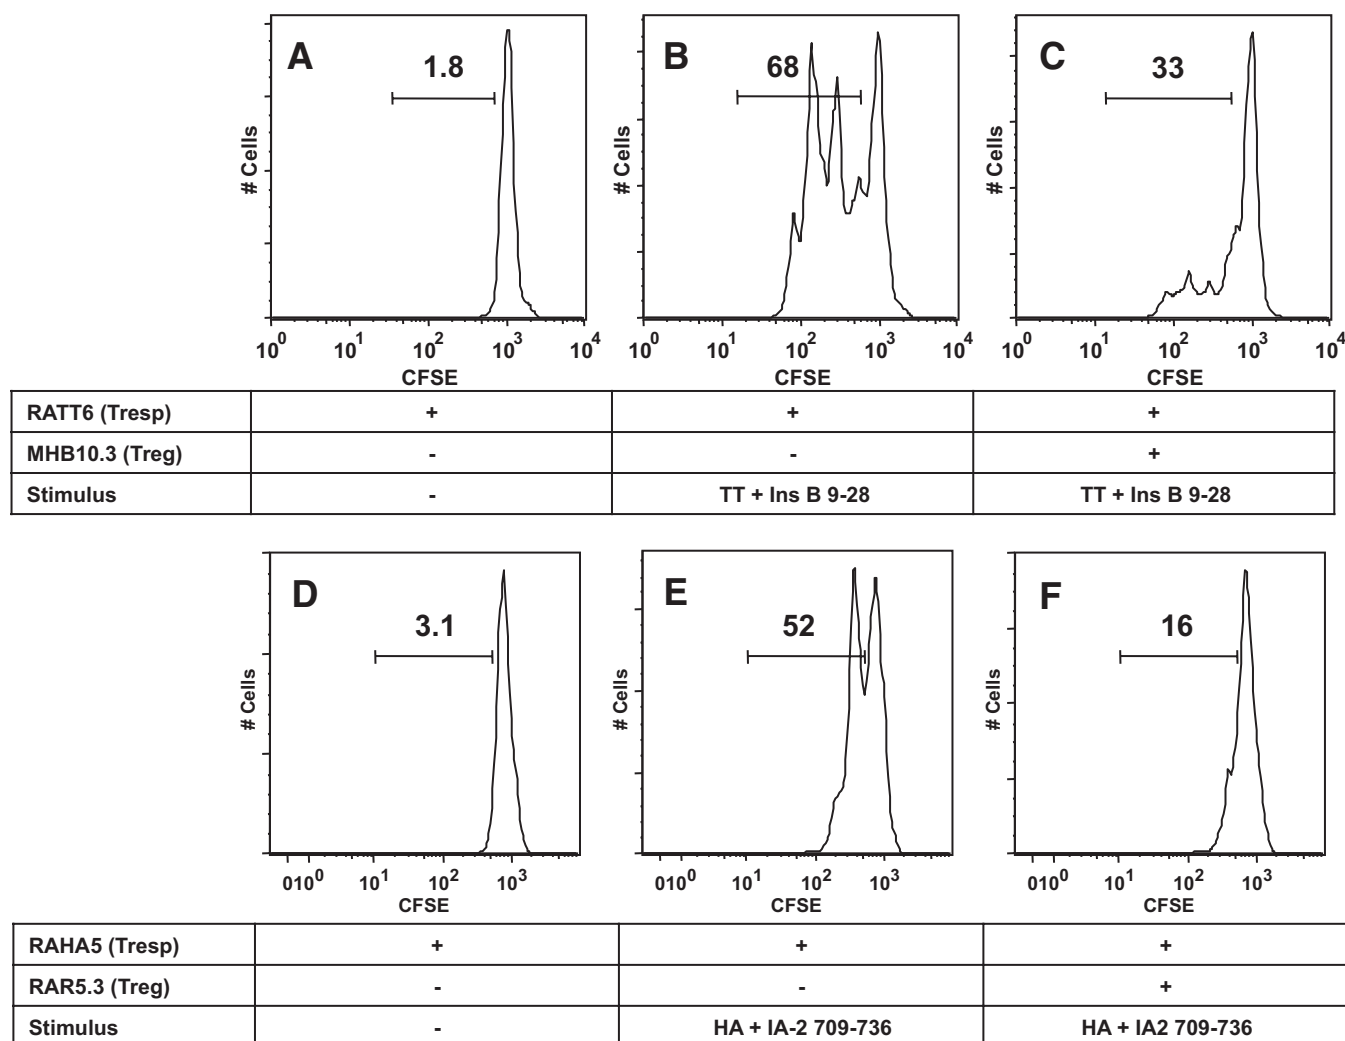 A
1.8
# Cells
10^0 10^1 10^2 10^3 10^4
CFSE
B
68
# Cells
10^0 10^1 10^2 10^3 10^4
CFSE
C
33
# Cells
10^0 10^1 10^2 10^3 10^4
CFSE
RATT6 (Tresp) + + +
MHB10.3 (Treg) - - +
Stimulus - TT + Ins B 9-28 TT + Ins B 9-28
D
3.1
# Cells
010^0 10^1 10^2 10^3
CFSE
E
52
# Cells
010^0 10^1 10^2 10^3
CFSE
F
16
# Cells
010^0 10^1 10^2 10^3
CFSE
RAHA5 (Tresp) + + +
RAR5.3 (Treg) - - +
Stimulus - HA + IA-2 709-736 HA + IA2 709-736